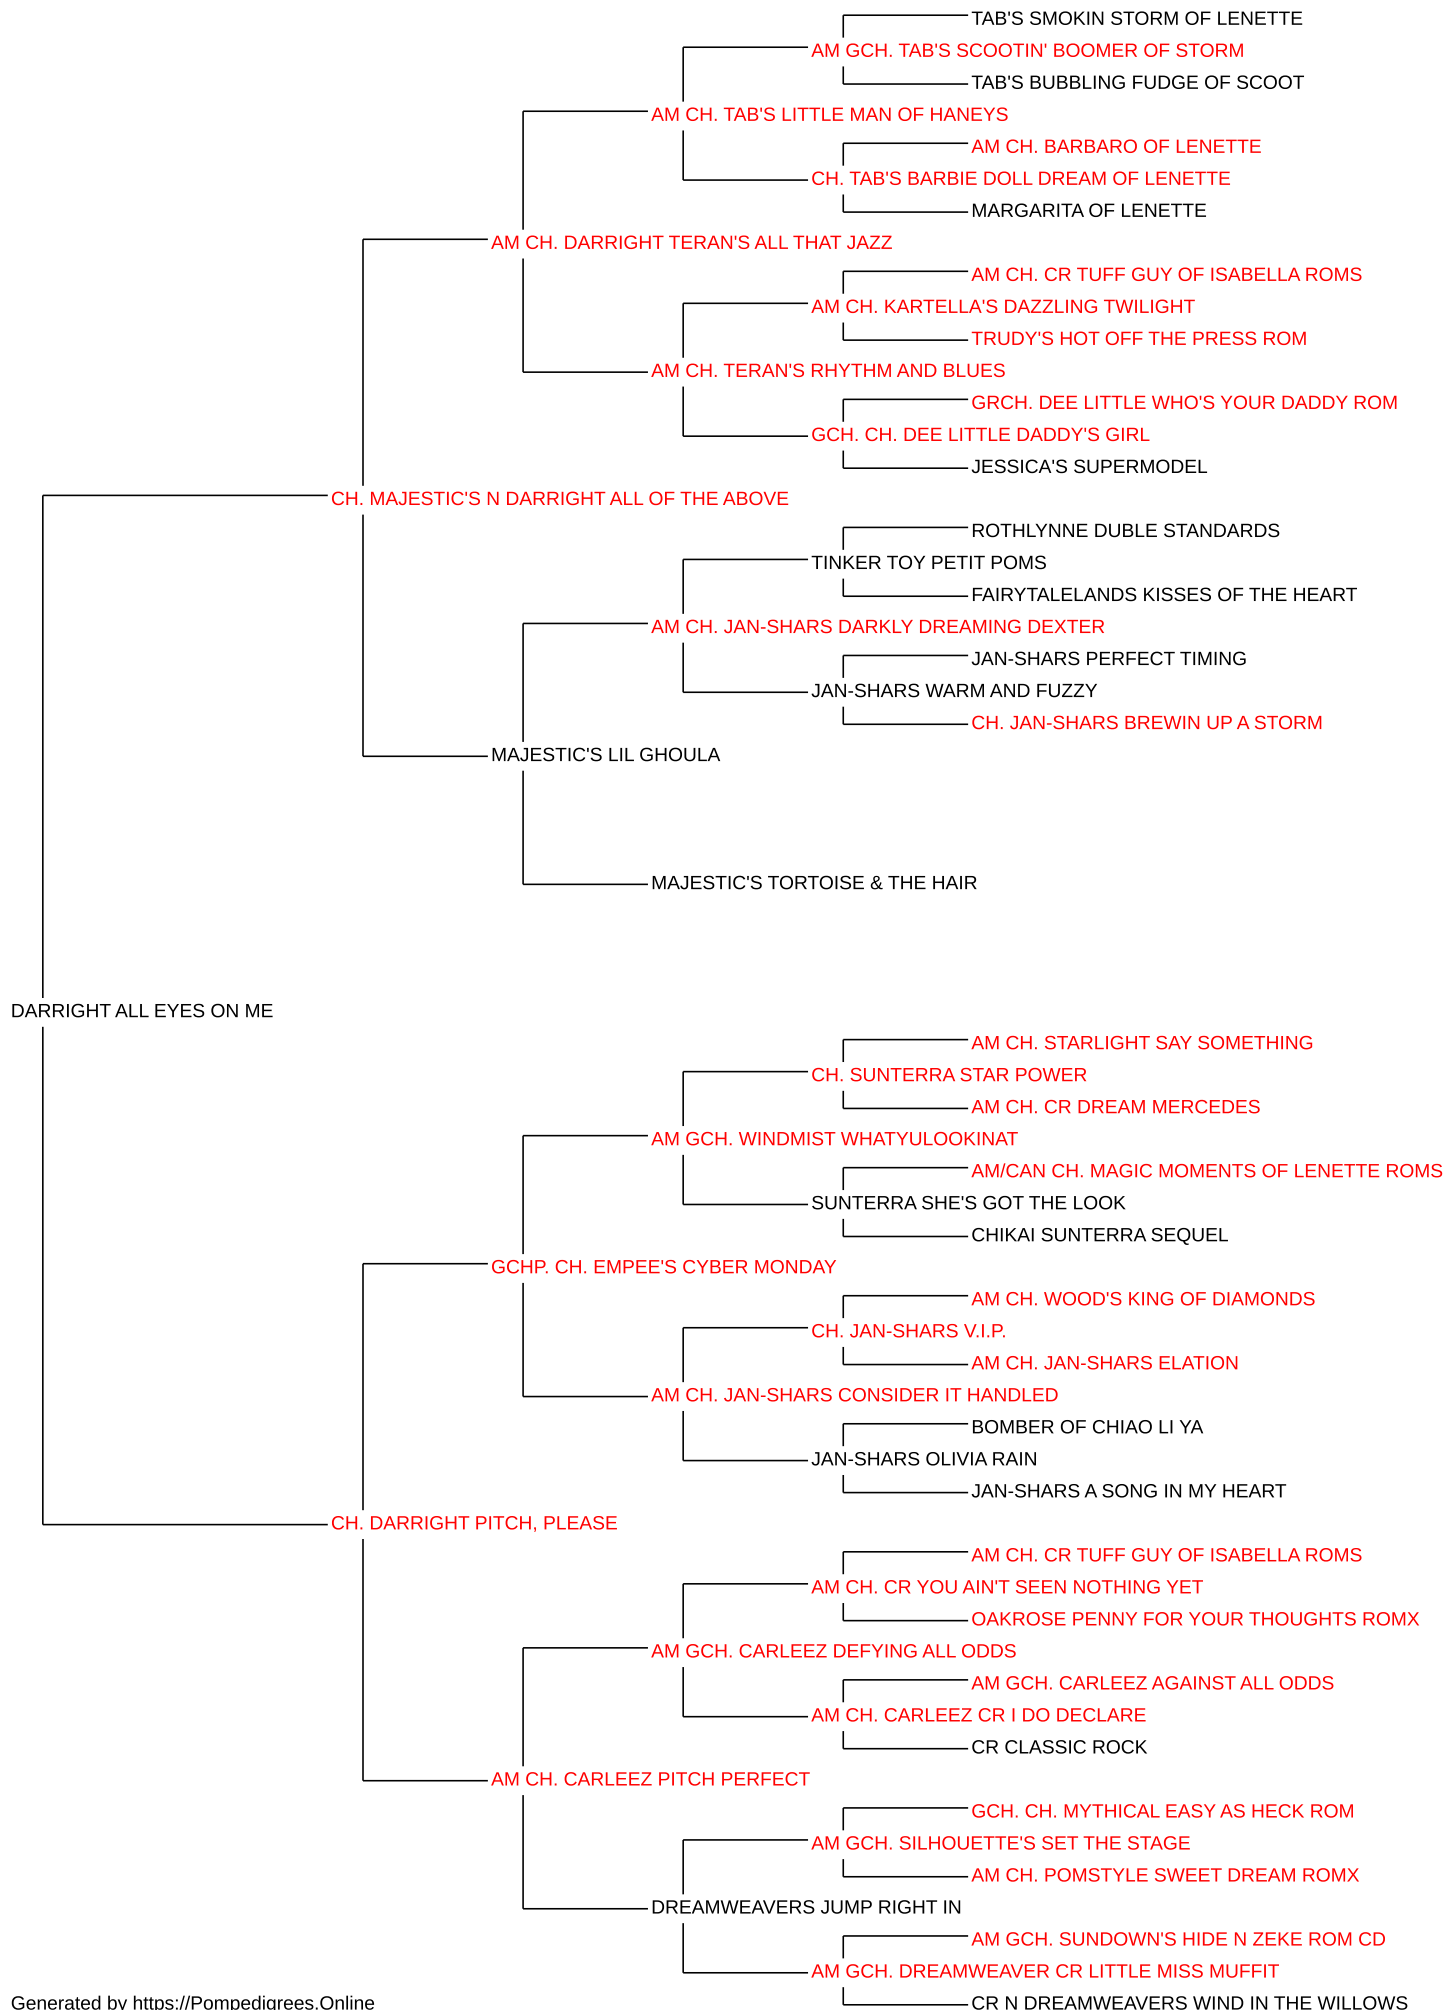 TAB'S SMOKIN STORM OF LENETTE
AM GCH. TAB'S SCOOTIN' BOOMER OF STORM
TAB'S BUBBLING FUDGE OF SCOOT
AM CH. TAB'S LITTLE MAN OF HANEYS
AM CH. BARBARO OF LENETTE
CH. TAB'S BARBIE DOLL DREAM OF LENETTE
MARGARITA OF LENETTE
AM CH. DARRIGHT TERAN'S ALL THAT JAZZ
AM CH. CR TUFF GUY OF ISABELLA ROMS
AM CH. KARTELLA'S DAZZLING TWILIGHT
TRUDY'S HOT OFF THE PRESS ROM
AM CH. TERAN'S RHYTHM AND BLUES
GRCH. DEE LITTLE WHO'S YOUR DADDY ROM
GCH. CH. DEE LITTLE DADDY'S GIRL
JESSICA'S SUPERMODEL
CH. MAJESTIC'S N DARRIGHT ALL OF THE ABOVE
ROTHLYNNE DUBLE STANDARDS
TINKER TOY PETIT POMS
FAIRYTALELANDS KISSES OF THE HEART
AM CH. JAN-SHARS DARKLY DREAMING DEXTER
JAN-SHARS PERFECT TIMING
JAN-SHARS WARM AND FUZZY
CH. JAN-SHARS BREWIN UP A STORM
MAJESTIC'S LIL GHOULA
MAJESTIC'S TORTOISE & THE HAIR
DARRIGHT ALL EYES ON ME
AM CH. STARLIGHT SAY SOMETHING
CH. SUNTERRA STAR POWER
AM CH. CR DREAM MERCEDES
AM GCH. WINDMIST WHATYULOOKINAT
AM/CAN CH. MAGIC MOMENTS OF LENETTE ROMS
SUNTERRA SHE'S GOT THE LOOK
CHIKAI SUNTERRA SEQUEL
GCHP. CH. EMPEE'S CYBER MONDAY
AM CH. WOOD'S KING OF DIAMONDS
CH. JAN-SHARS V.I.P.
AM CH. JAN-SHARS ELATION
AM CH. JAN-SHARS CONSIDER IT HANDLED
BOMBER OF CHIAO LI YA
JAN-SHARS OLIVIA RAIN
JAN-SHARS A SONG IN MY HEART
CH. DARRIGHT PITCH, PLEASE
AM CH. CR TUFF GUY OF ISABELLA ROMS
AM CH. CR YOU AIN'T SEEN NOTHING YET
OAKROSE PENNY FOR YOUR THOUGHTS ROMX
AM GCH. CARLEEZ DEFYING ALL ODDS
AM GCH. CARLEEZ AGAINST ALL ODDS
AM CH. CARLEEZ CR I DO DECLARE
CR CLASSIC ROCK
AM CH. CARLEEZ PITCH PERFECT
GCH. CH. MYTHICAL EASY AS HECK ROM
AM GCH. SILHOUETTE'S SET THE STAGE
AM CH. POMSTYLE SWEET DREAM ROMX
DREAMWEAVERS JUMP RIGHT IN
AM GCH. SUNDOWN'S HIDE N ZEKE ROM CD
AM GCH. DREAMWEAVER CR LITTLE MISS MUFFIT
CR N DREAMWEAVERS WIND IN THE WILLOWS
Generated by https://Pompedigrees.Online